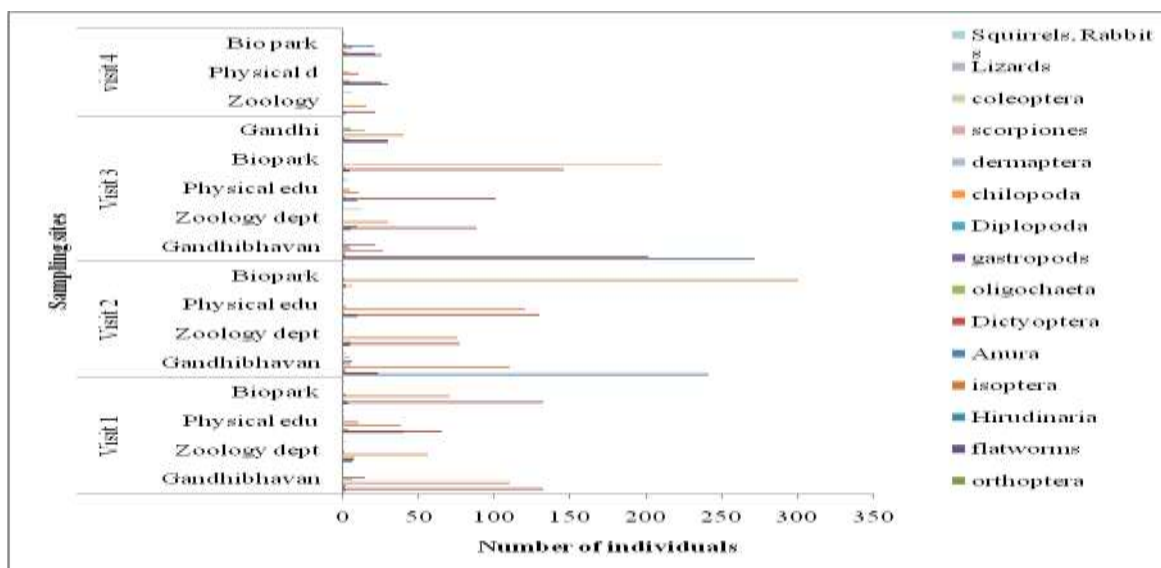 Sampling sites
visit 4
Bio park
Physical d
Zoology
Gandhi
Visit 3
Biopark
Physical edu
Zoology dept
Gandhibhavan
Visit 2
Biopark
Physical edu
Zoology dept
Gandhibhavan
Visit 1
Biopark
Physical edu
Zoology dept
Gandhibhavan
0 50 100 150 200 250 300 350
Number of individuals
Squirrels, Rabbit
s
Lizards
coleoptera
scorpiones
dermaptera
chilopoda
Diplopoda
gastropods
oligochaeta
Dictyoptera
Anura
isoptera
Hirudinaria
flatworms
orthoptera